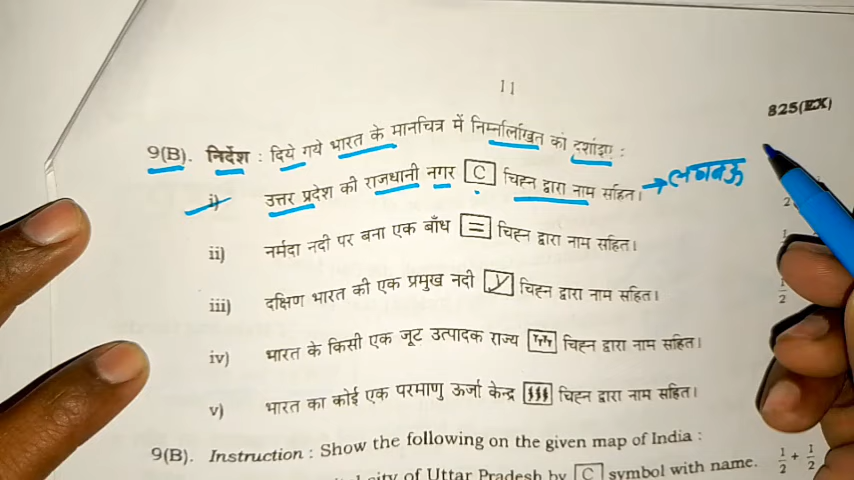 11
825(EX)
9(B). निर्देश : दिये गये भारत के मानचित्र में निम्नलिखित को दर्शाइए :
i) उत्तर प्रदेश की राजधानी नगर C चिह्न द्वारा नाम सहित। → लखनऊ
ii) नर्मदा नदी पर बना एक बाँध = चिह्न द्वारा नाम सहित।
iii) दक्षिण भारत की एक प्रमुख नदी चिह्न द्वारा नाम सहित। 1/2
iv) भारत के किसी एक जूट उत्पादक राज्य चिह्न द्वारा नाम सहित।
v) भारत का कोई एक परमाणु ऊर्जा केन्द्र चिह्न द्वारा नाम सहित।
9(B). Instruction : Show the following on the given map of India :
city of Uttar Pradesh by C symbol with name. 1/2 + 1/2